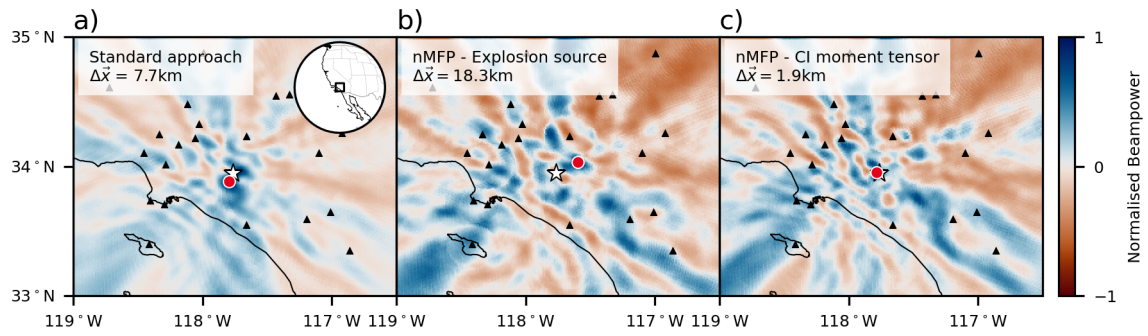 a)
b)
c)
Standard approach
Δx⃗ = 7.7km
nMFP - Explosion source
Δx⃗ = 18.3km
nMFP - CI moment tensor
Δx⃗ = 1.9km
35°N
34°N
33°N
119°W
118°W
117°W
119°W
118°W
117°W
119°W
118°W
117°W
1
0
−1
Normalised Beampower